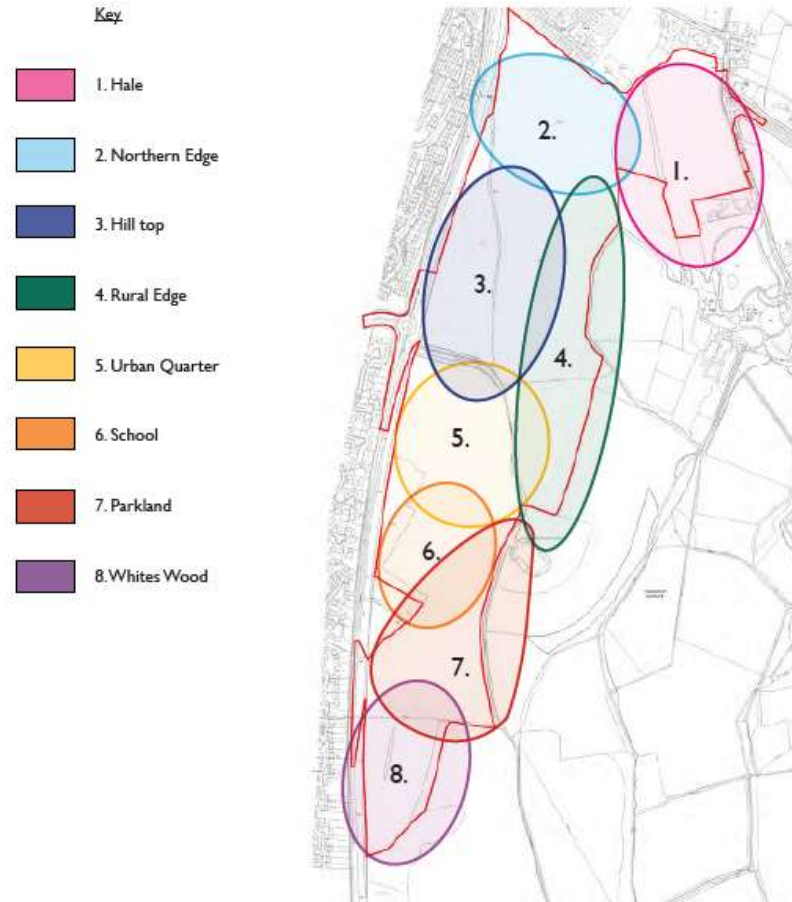 Key
1. Hale
2. Northern Edge
3. Hill top
4. Rural Edge
5. Urban Quarter
6. School
7. Parkland
8. Whites Wood
1.
2.
3.
4.
5.
6.
7.
8.